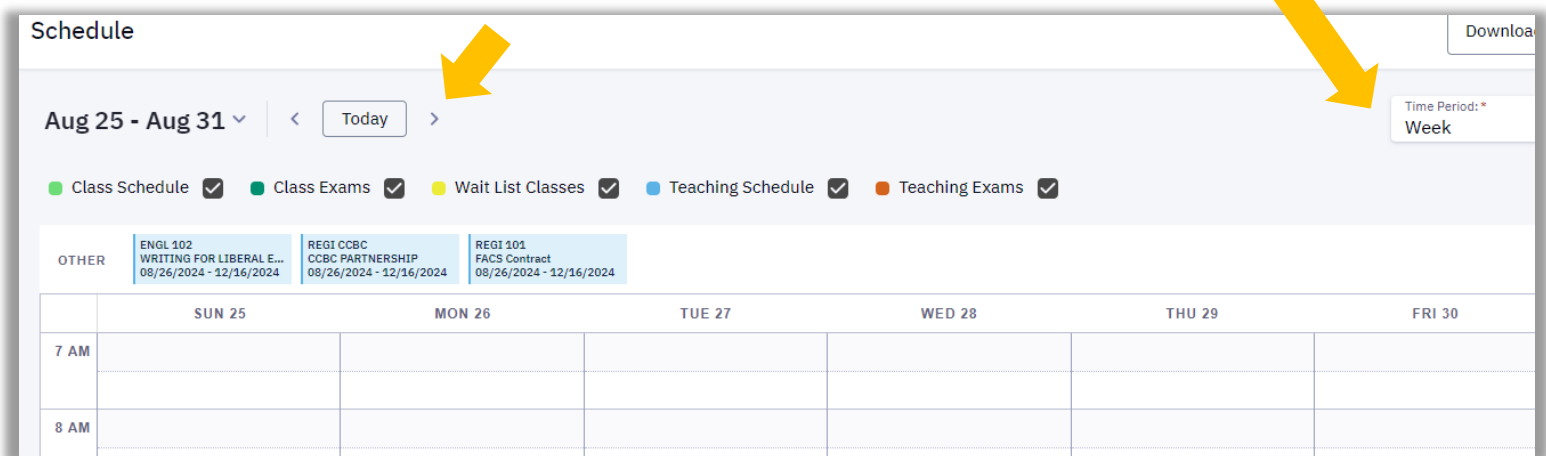 Schedule
Downloa
Aug 25 - Aug 31
Today
Time Period: *
Week
Class Schedule
Class Exams
Wait List Classes
Teaching Schedule
Teaching Exams
OTHER
ENGL 102
WRITING FOR LIBERAL E...
08/26/2024 - 12/16/2024
REGI CCBC
CCBC PARTNERSHIP
08/26/2024 - 12/16/2024
REGI 101
FACS Contract
08/26/2024 - 12/16/2024
SUN 25
MON 26
TUE 27
WED 28
THU 29
FRI 30
7 AM
8 AM